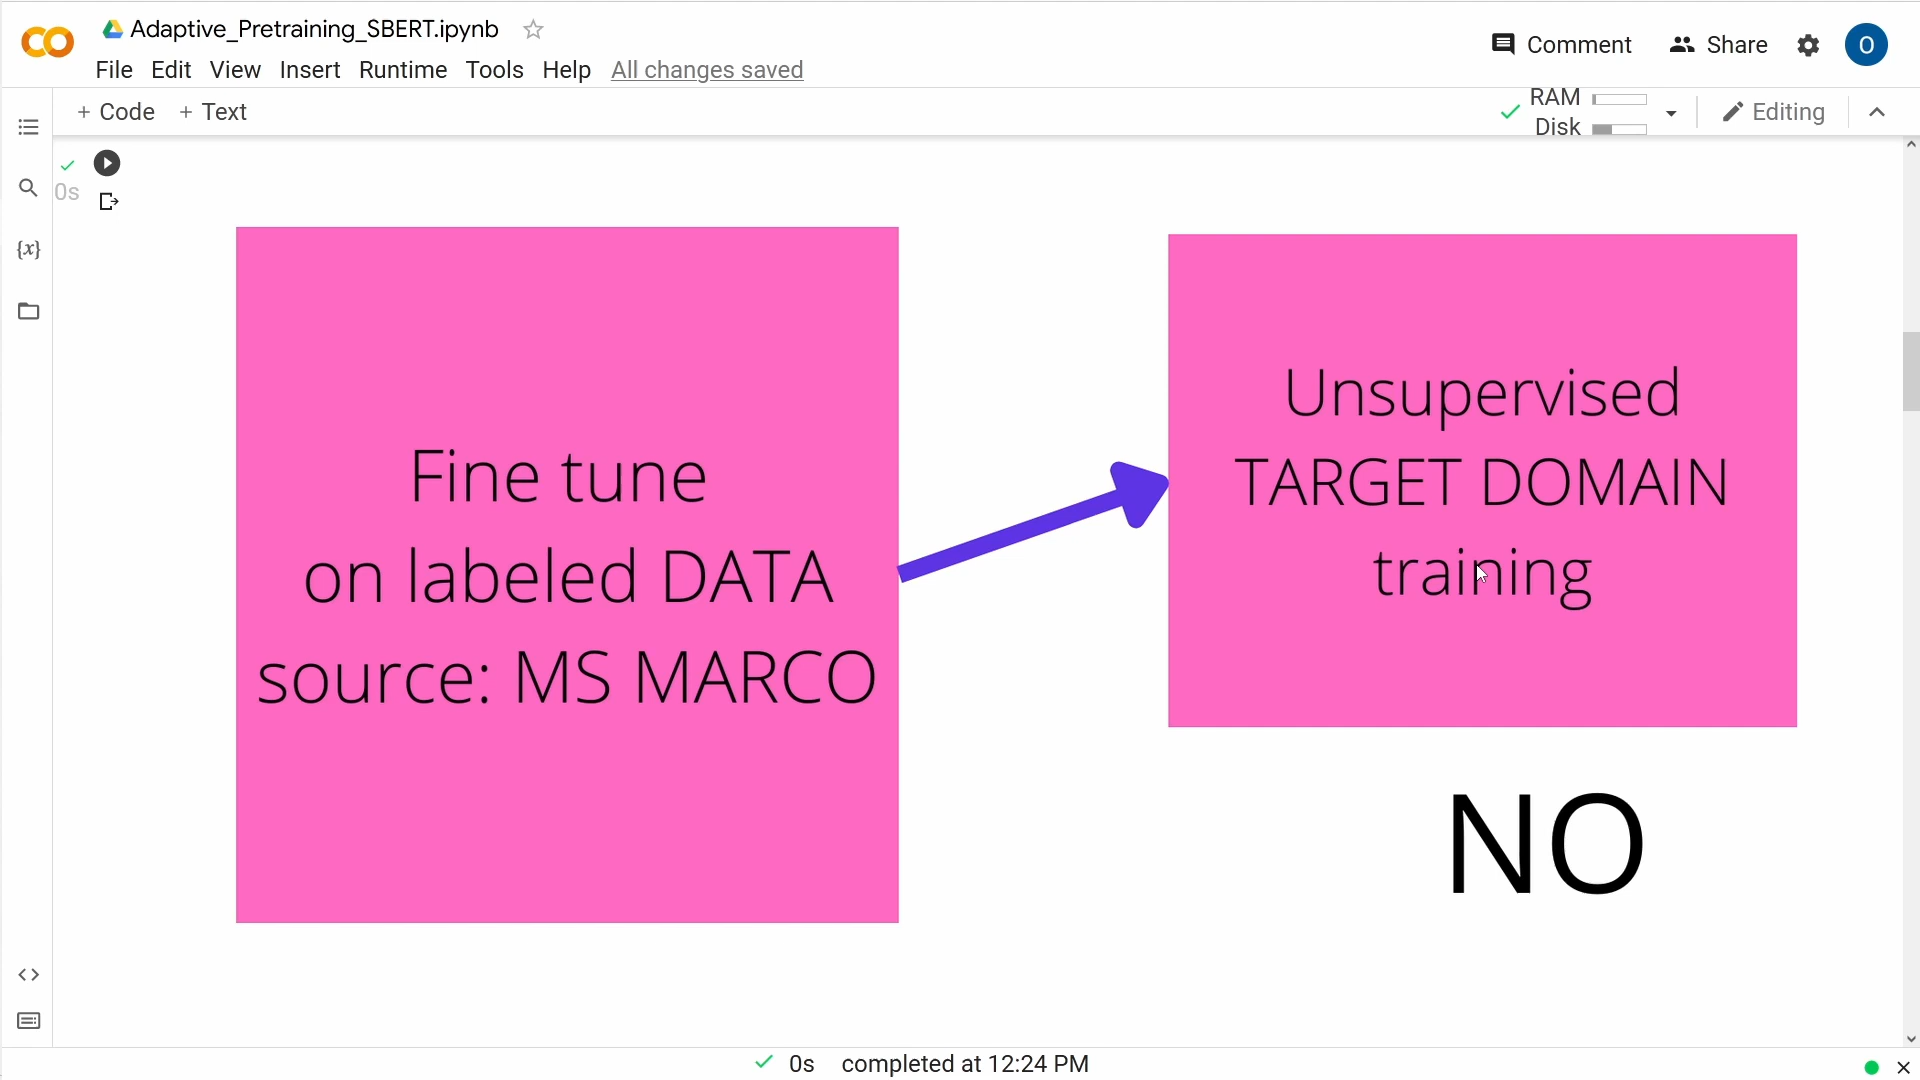 Adaptive_Pretraining_SBERT.ipynb
File Edit View Insert Runtime Tools Help All changes saved
Comment Share O
+ Code + Text
RAM
Disk
Editing
{x}
0s
Fine tune
on labeled DATA
source: MS MARCO
Unsupervised
TARGET DOMAIN
training
NO
0s completed at 12:24 PM